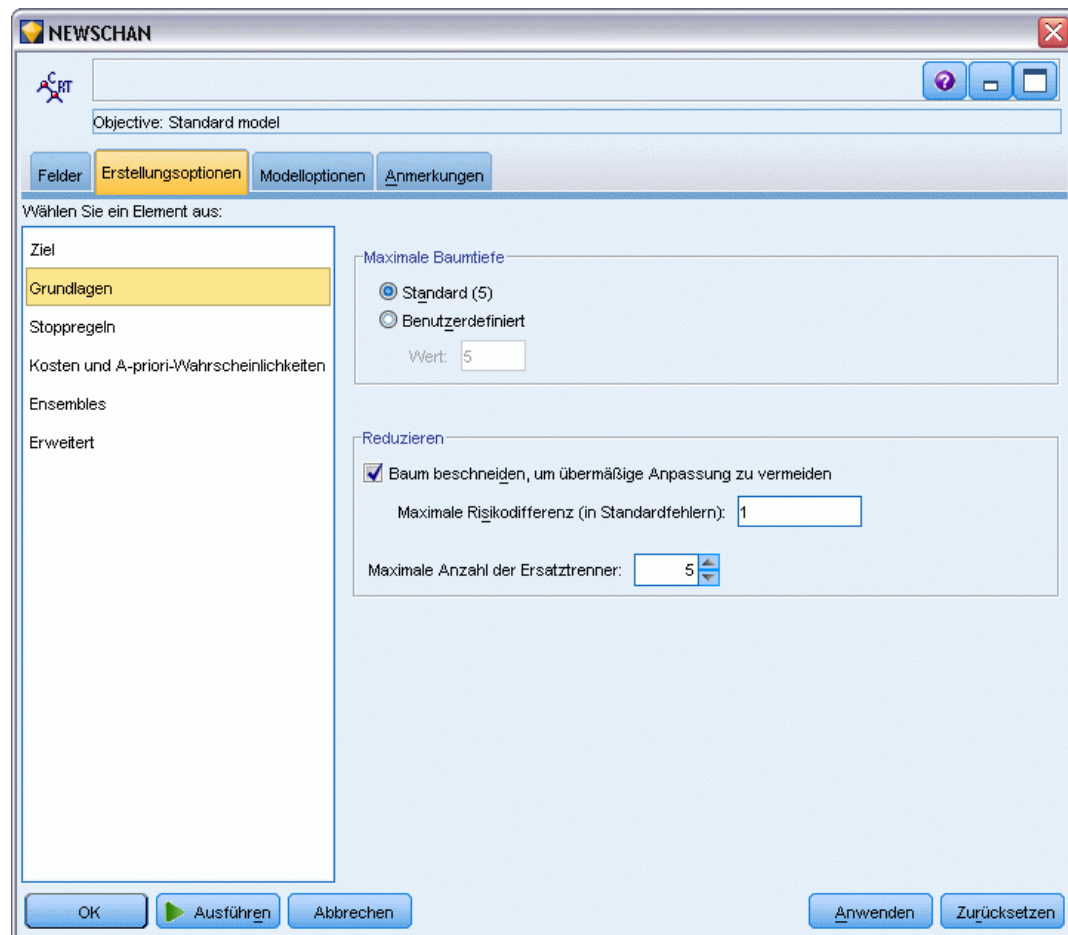 NEWSCHAN
C RT
Objective: Standard model
Felder
Erstellungsoptionen
Modelloptionen
Anmerkungen
Wählen Sie ein Element aus:
Ziel
Grundlagen
Stoppregeln
Kosten und A-priori-Wahrscheinlichkeiten
Ensembles
Erweitert
Maximale Baumtiefe
Standard (5)
Benutzerdefiniert
Wert: 5
Reduzieren
Baum beschneiden, um übermäßige Anpassung zu vermeiden
Maximale Risikodifferenz (in Standardfehlern): 1
Maximale Anzahl der Ersatztrenner: 5
OK
Ausführen
Abbrechen
Anwenden
Zurücksetzen